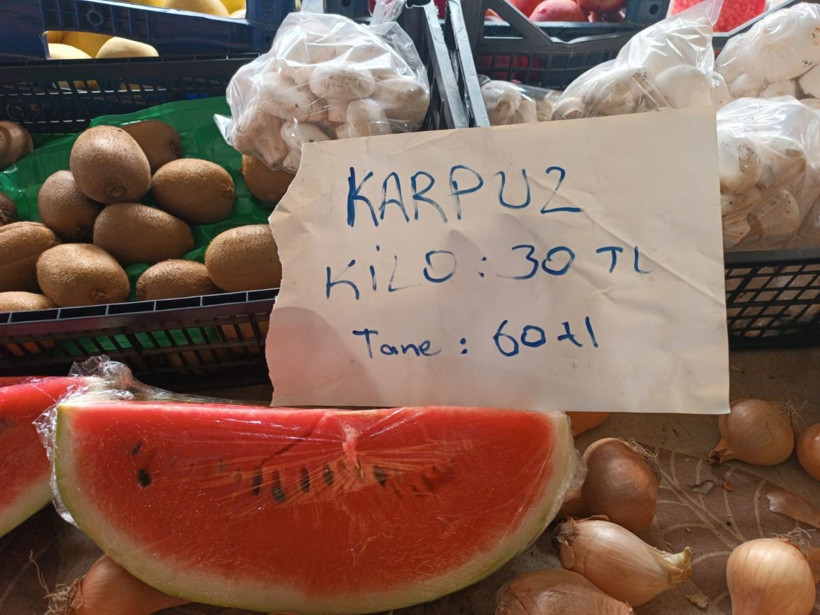 KARPUZ
KİLO : 30 TL
Tane : 60 tl